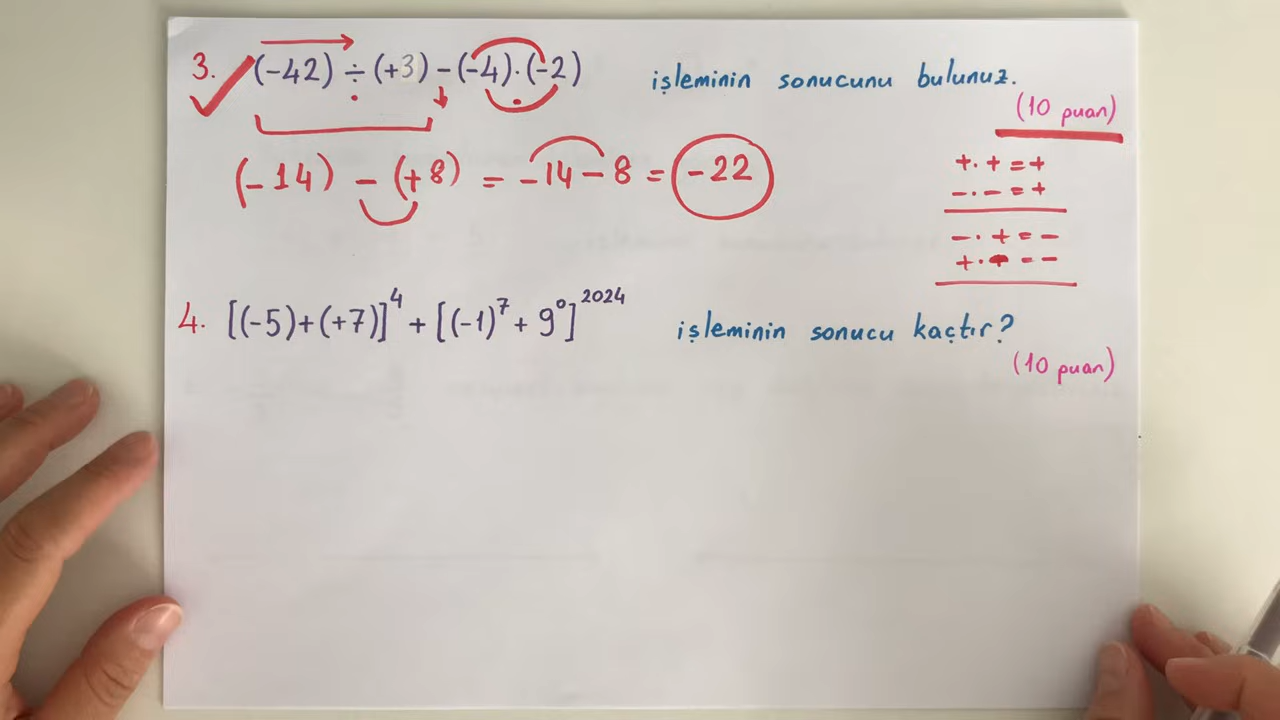 3. (-42) ÷ (+3) - (-4).(-2) işleminin sonucunu bulunuz.
(10 puan)
(-14) - (+8) = -14 - 8 = -22
+ . + = +
- . - = +
- . + = -
+ . - = -
4. [(-5)+(+7)]⁴ + [(-1)⁷ + 9⁰]²⁰²⁴ işleminin sonucu kaçtır?
(10 puan)